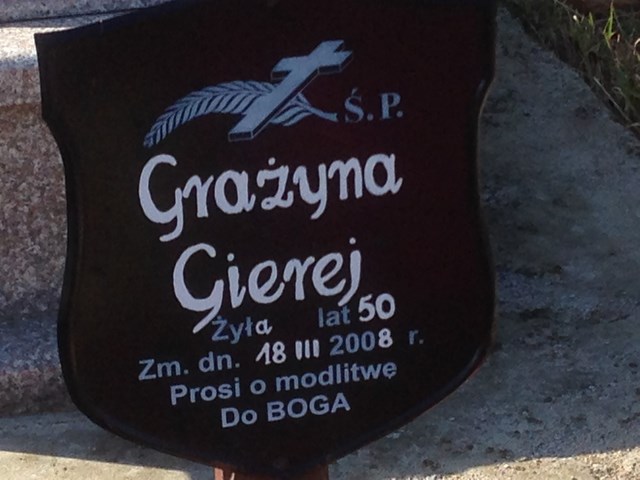 Ś.P.
Grażyna
Gierej
Żyła lat 50
Zm. dn. 18 III 2008 r.
Prosi o modlitwę
Do BOGA